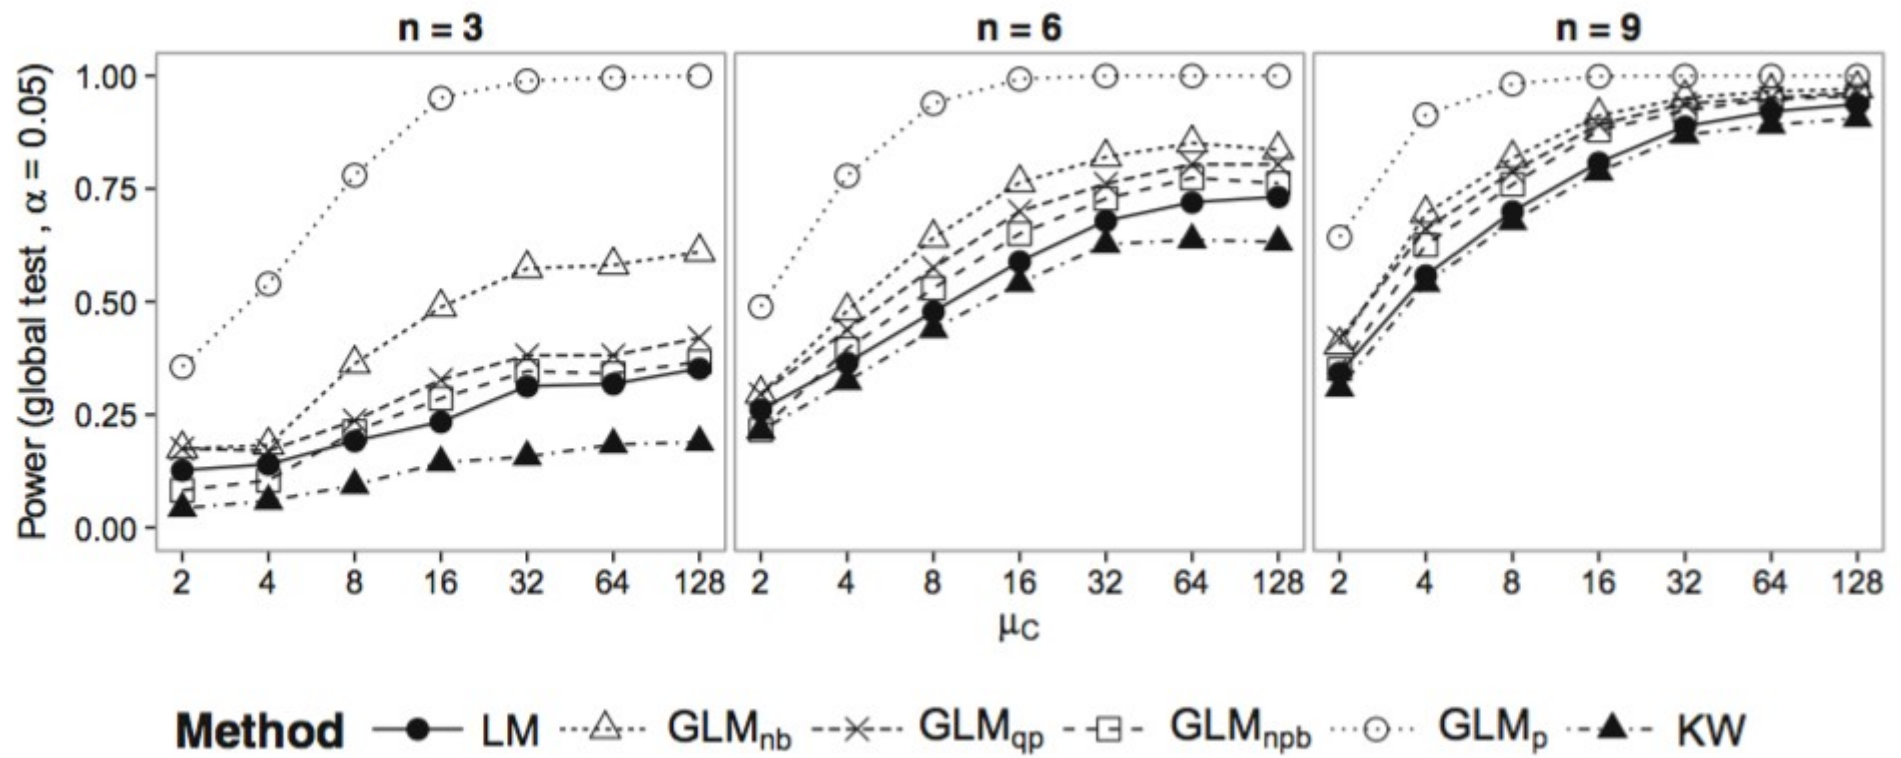 n = 3 n = 6 n = 9
Power (global test , α = 0.05)
1.00
0.75
0.50
0.25
0.00
2 4 8 16 32 64 128 2 4 8 16 32 64 128 2 4 8 16 32 64 128
μC
Method LM GLMnb GLMqp GLMnpb GLMp KW